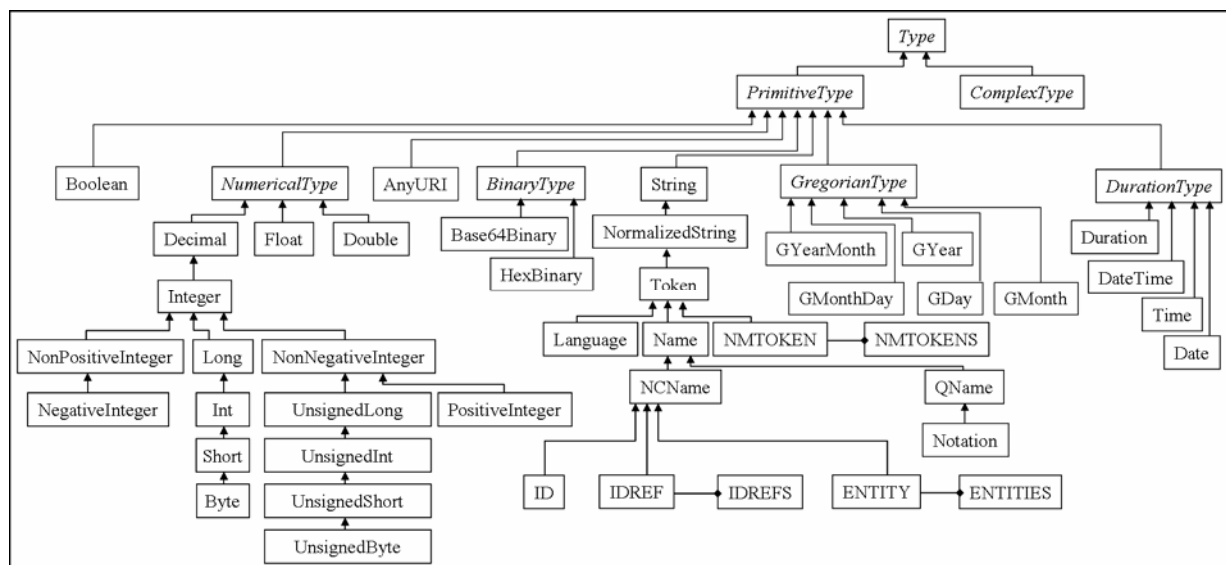 Type
PrimitiveType
ComplexType
Boolean
NumericalType
AnyURI
BinaryType
String
GregorianType
DurationType
Decimal
Float
Double
Base64Binary
NormalizedString
GYearMonth
GYear
Duration
HexBinary
DateTime
Integer
Token
GMonthDay
GDay
GMonth
Time
NonPositiveInteger
Long
NonNegativeInteger
Language
Name
NMTOKEN
NMTOKENS
Date
NegativeInteger
Int
UnsignedLong
PositiveInteger
NCName
QName
Short
UnsignedInt
Notation
Byte
UnsignedShort
ID
IDREF
IDREFS
ENTITY
ENTITIES
UnsignedByte